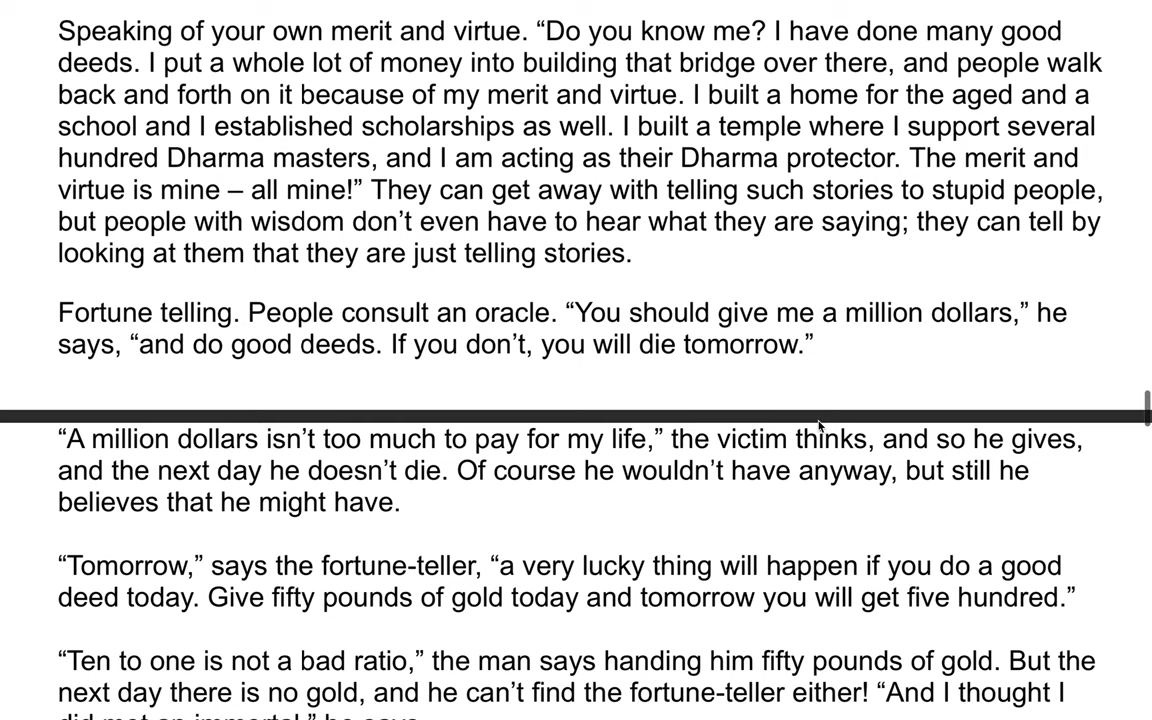 Speaking of your own merit and virtue. “Do you know me? I have done many good
deeds. I put a whole lot of money into building that bridge over there, and people walk
back and forth on it because of my merit and virtue. I built a home for the aged and a
school and I established scholarships as well. I built a temple where I support several
hundred Dharma masters, and I am acting as their Dharma protector. The merit and
virtue is mine – all mine!” They can get away with telling such stories to stupid people,
but people with wisdom don’t even have to hear what they are saying; they can tell by
looking at them that they are just telling stories.
Fortune telling. People consult an oracle. “You should give me a million dollars,” he
says, “and do good deeds. If you don’t, you will die tomorrow.”
“A million dollars isn’t too much to pay for my life,” the victim thinks, and so he gives,
and the next day he doesn’t die. Of course he wouldn’t have anyway, but still he
believes that he might have.
“Tomorrow,” says the fortune-teller, “a very lucky thing will happen if you do a good
deed today. Give fifty pounds of gold today and tomorrow you will get five hundred.”
“Ten to one is not a bad ratio,” the man says handing him fifty pounds of gold. But the
next day there is no gold, and he can’t find the fortune-teller either! “And I thought I
did met an immortal,” he says